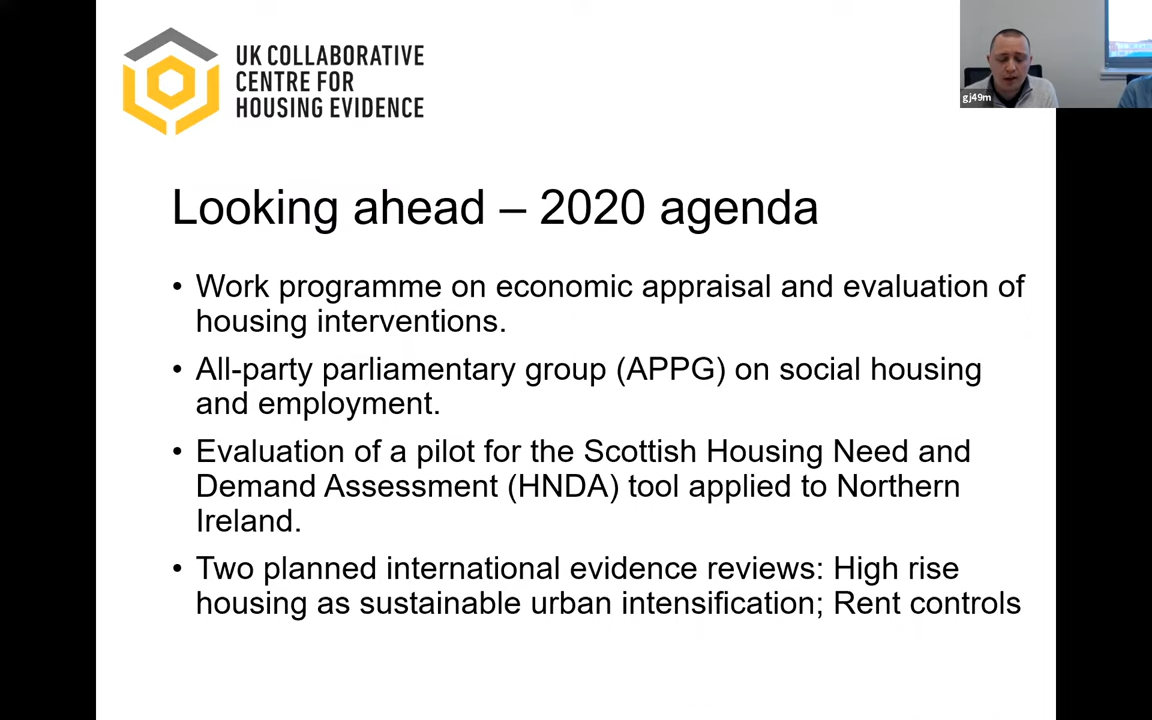 UK COLLABORATIVE
CENTRE FOR
HOUSING EVIDENCE
gj49m
Looking ahead – 2020 agenda
• Work programme on economic appraisal and evaluation of
housing interventions.
• All-party parliamentary group (APPG) on social housing
and employment.
• Evaluation of a pilot for the Scottish Housing Need and
Demand Assessment (HNDA) tool applied to Northern
Ireland.
• Two planned international evidence reviews: High rise
housing as sustainable urban intensification; Rent controls